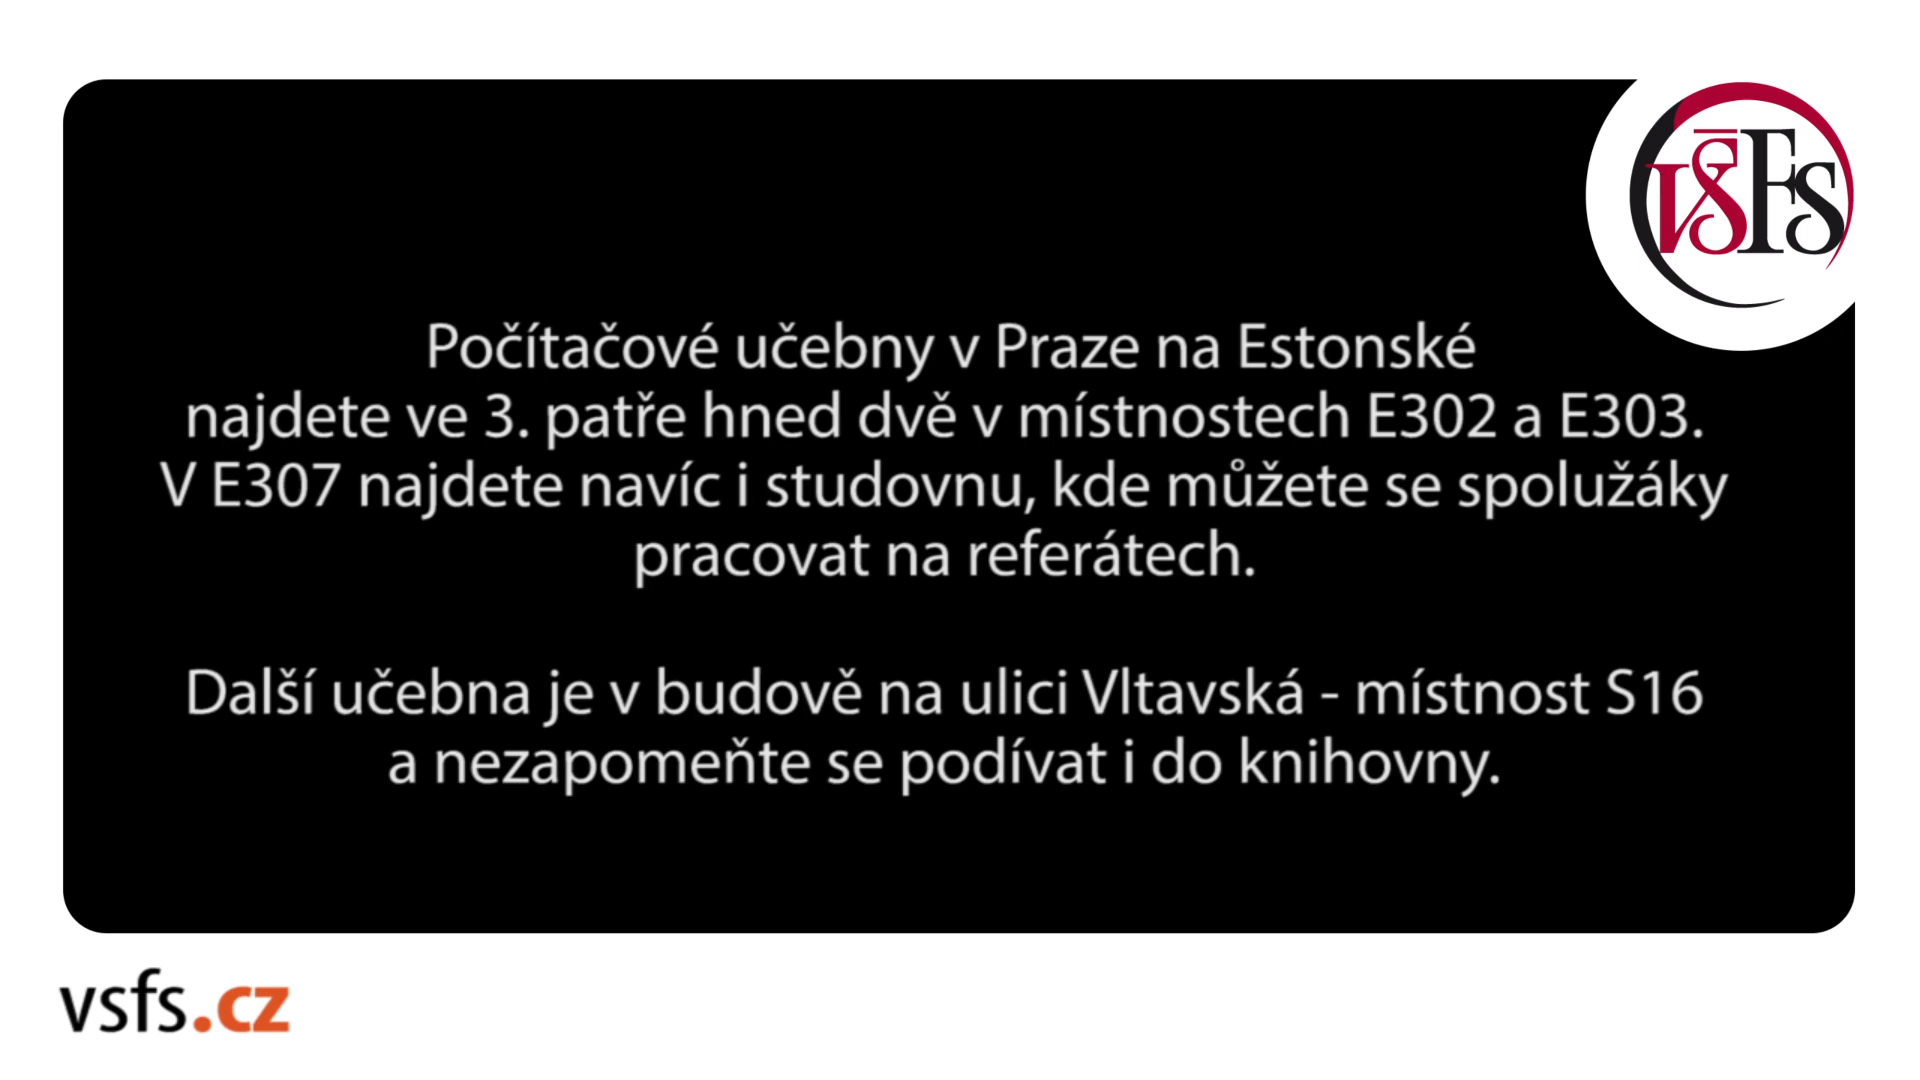 VŠFS
Počítačové učebny v Praze na Estonské
najdete ve 3. patře hned dvě v místnostech E302 a E303.
V E307 najdete navíc i studovnu, kde můžete se spolužáky
pracovat na referátech.
Další učebna je v budově na ulici Vltavská - místnost S16
a nezapomeňte se podívat i do knihovny.
vsfs.cz